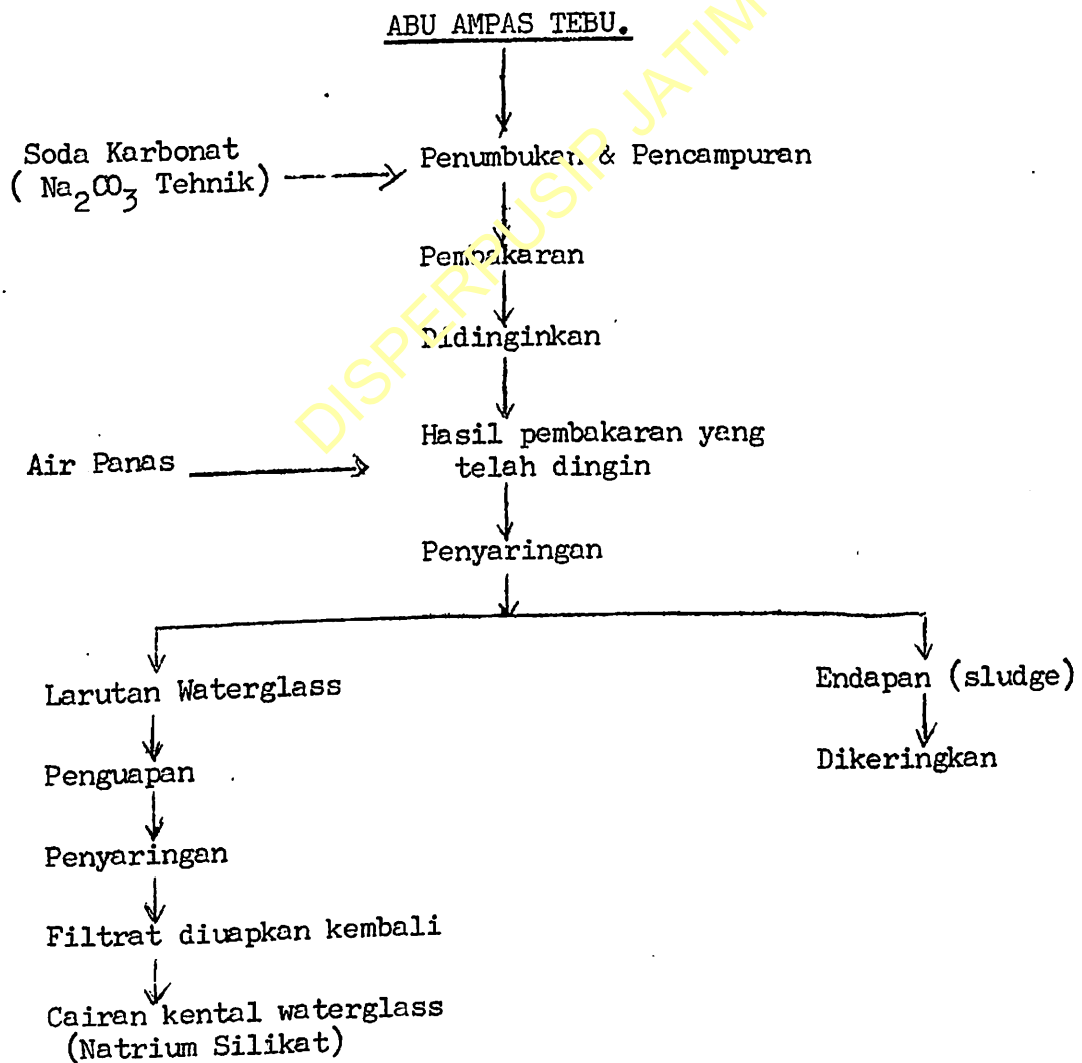 ABU AMPAS TEBU.
Soda Karbonat
( Na₂CO₃ Tehnik)
Penumbukan & Pencampuran
Pembakaran
Didinginkan
Air Panas
Hasil pembakaran yang
telah dingin
Penyaringan
Larutan Waterglass
Penguapan
Penyaringan
Filtrat diuapkan kembali
Cairan kental waterglass
(Natrium Silikat)
Endapan (sludge)
Dikeringkan
DISPERPUSIP JATIM